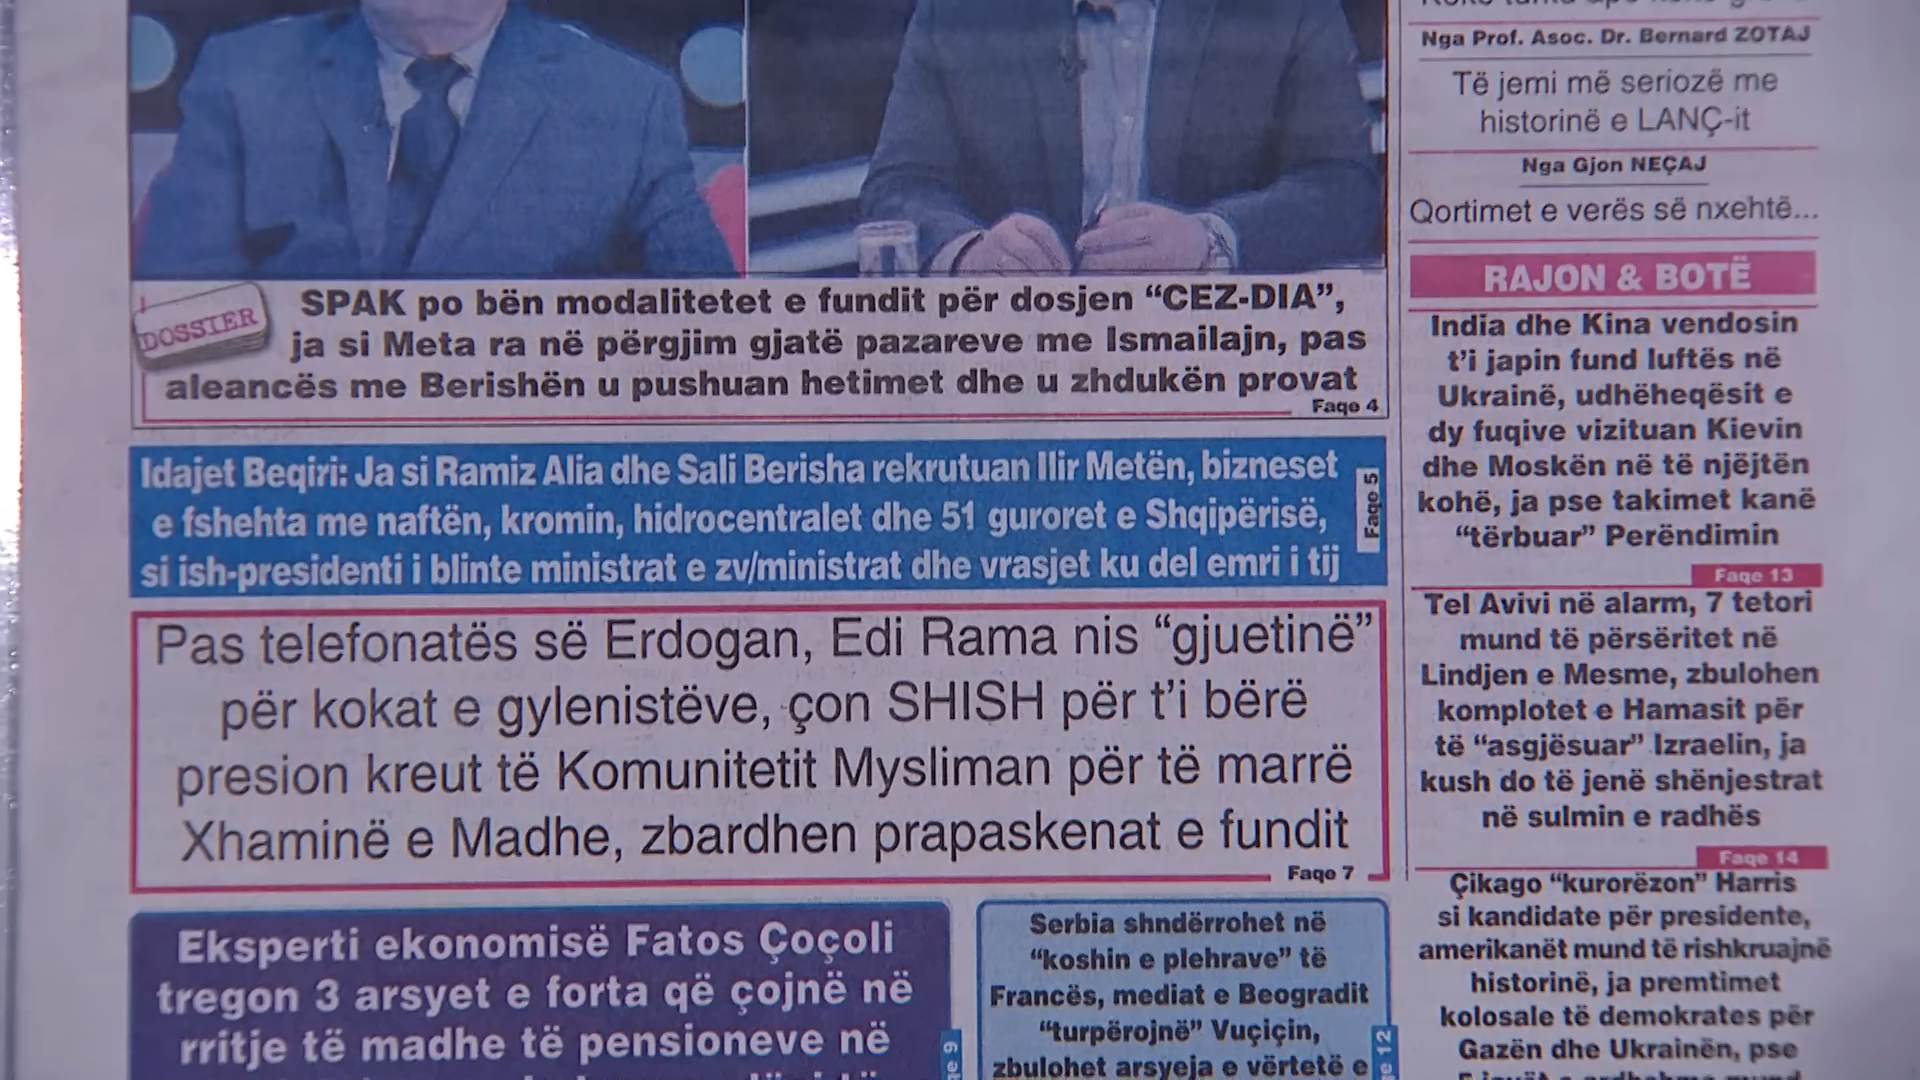 Nga Prof. Asoc. Dr. Bernard ZOTAJ
Të jemi më seriozë me
historinë e LANÇ-it
Nga Gjon NEÇAJ
Qortimet e verës së nxehtë...
DOSSIER
SPAK po bën modalitetet e fundit për dosjen “CEZ-DIA”,
ja si Meta ra në përgjim gjatë pazareve me Ismailajn, pas
aleancës me Berishën u pushuan hetimet dhe u zhdukën provat
Faqe 4
Idajet Beqiri: Ja si Ramiz Alia dhe Sali Berisha rekrutuan Ilir Metën, bizneset
e fshehta me naftën, kromin, hidrocentralet dhe 51 guroret e Shqipërisë,
si ish-presidenti i blinte ministrat e zv/ministrat dhe vrasjet ku del emri i tij
Faqe 5
Pas telefonatës së Erdogan, Edi Rama nis “gjuetinë”
për kokat e gylenistëve, çon SHISH për t’i bërë
presion kreut të Komunitetit Mysliman për të marrë
Xhaminë e Madhe, zbardhen prapaskenat e fundit
Faqe 7
Eksperti ekonomisë Fatos Çoçoli
tregon 3 arsyet e forta që çojnë në
rritje të madhe të pensioneve në
9
Serbia shndërrohet në
“koshin e plehrave” të
Francës, mediat e Beogradit
“turpërojnë” Vuçiçin,
zbulohet arsyeja e vërtetë e
12
RAJON & BOTË
India dhe Kina vendosin
t’i japin fund luftës në
Ukrainë, udhëheqësit e
dy fuqive vizituan Kievin
dhe Moskën në të njëjtën
kohë, ja pse takimet kanë
“tërbuar” Perëndimin
Faqe 13
Tel Avivi në alarm, 7 tetori
mund të përsëritet në
Lindjen e Mesme, zbulohen
komplotet e Hamasit për
të “asgjësuar” Izraelin, ja
kush do të jenë shënjestrat
në sulmin e radhës
Faqe 14
Çikago “kurorëzon” Harris
si kandidate për presidente,
amerikanët mund të rishkruajnë
historinë, ja premtimet
kolosale të demokrates për
Gazën dhe Ukrainën, pse